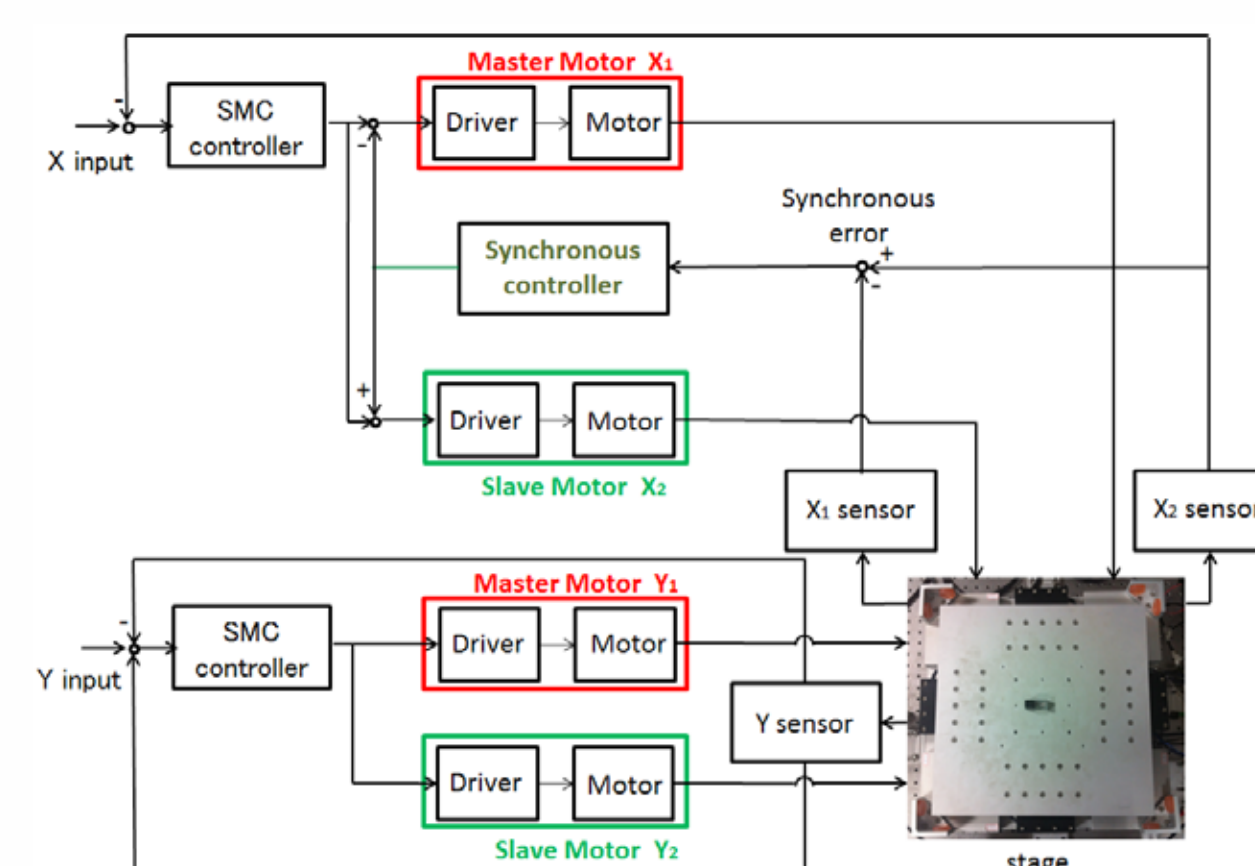 Master Motor X1
-
SMC
controller
Driver
Motor
X input
-
Synchronous
error
+
-
Synchronous
controller
+
Driver
Motor
Slave Motor X2
X1 sensor
X2 sensor
Master Motor Y1
-
SMC
controller
Driver
Motor
Y input
Y sensor
Driver
Motor
Slave Motor Y2
stage